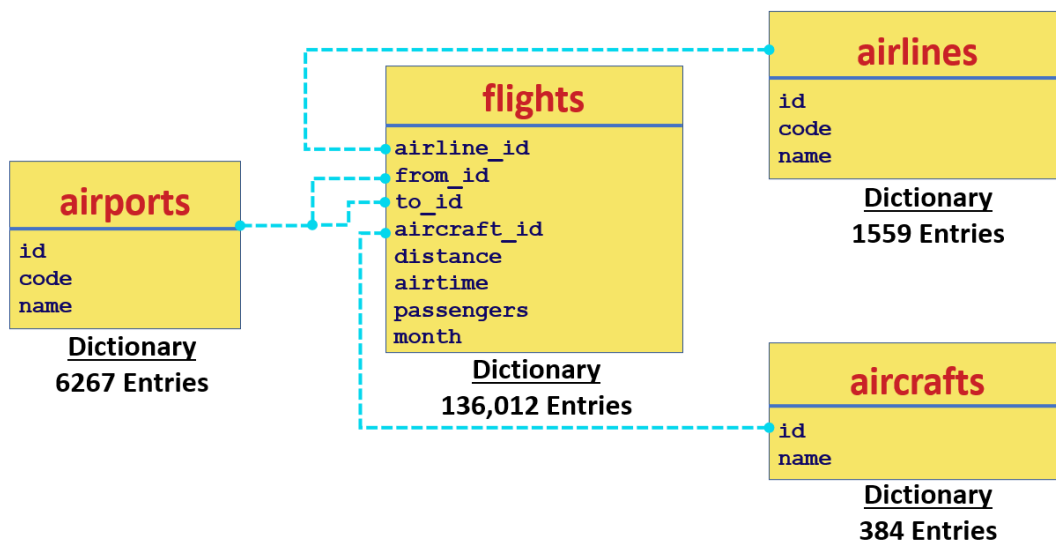 airports
id
code
name
Dictionary
6267 Entries
flights
airline_id
from_id
to_id
aircraft_id
distance
airtime
passengers
month
Dictionary
136,012 Entries
airlines
id
code
name
Dictionary
1559 Entries
aircrafts
id
name
Dictionary
384 Entries